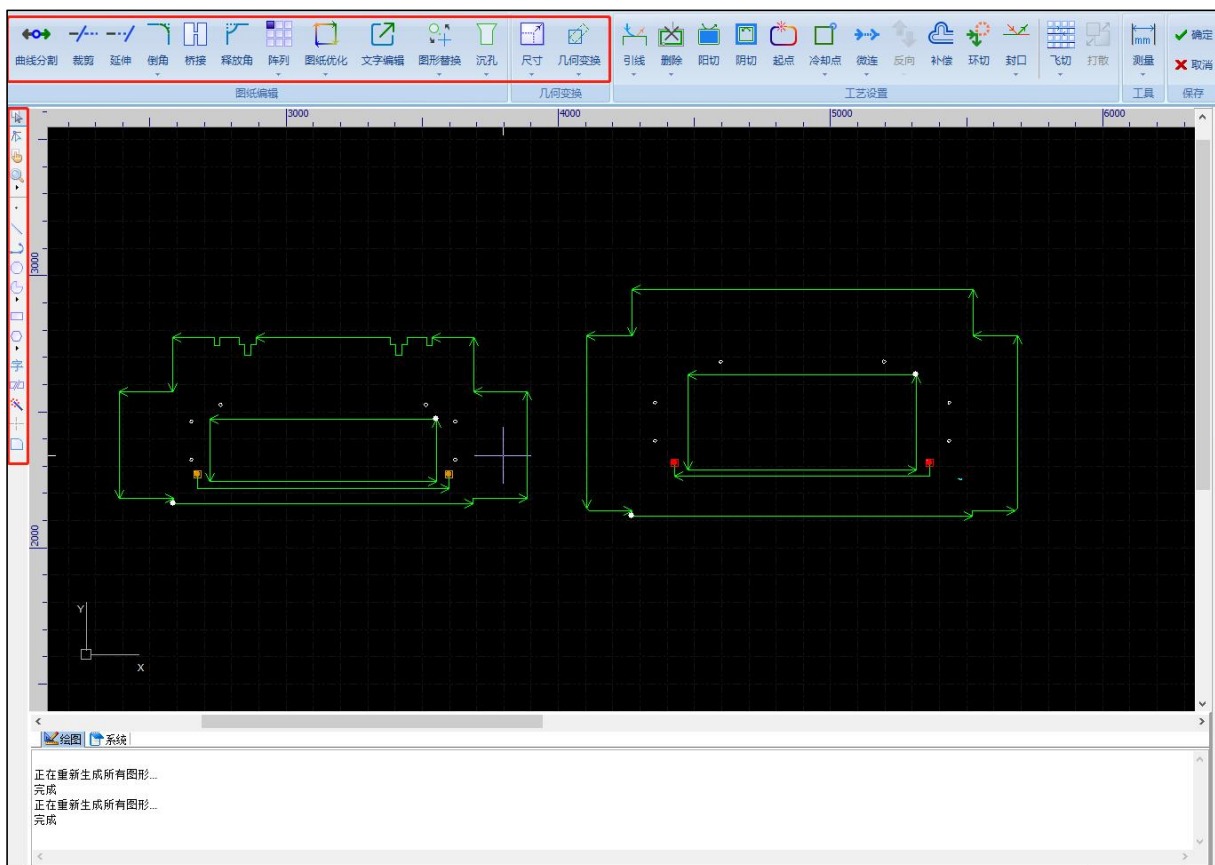 曲线分割 裁剪 延伸 倒角 桥接 释放角 阵列 图纸优化 文字编辑 图形替换 沉孔 尺寸 几何变换 引线 删除 阳切 阴切 起点 冷却点 微连 反向 补偿 环切 封口 飞切 打散 mm 测量 确定
取消
图纸编辑 几何变换 工艺设置 工具 保存
3000 4000 5000 6000
3000
字
2000
Y
X
绘图 系统
正在重新生成所有图形...
完成
正在重新生成所有图形...
完成